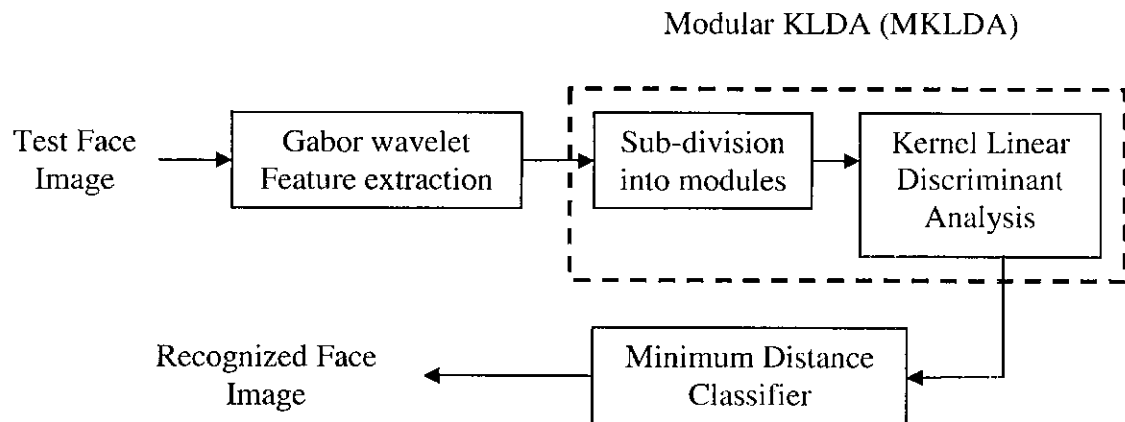 Modular KLDA (MKLDA)
Test Face
Image
Gabor wavelet
Feature extraction
Sub-division
into modules
Kernel Linear
Discriminant
Analysis
Recognized Face
Image
Minimum Distance
Classifier